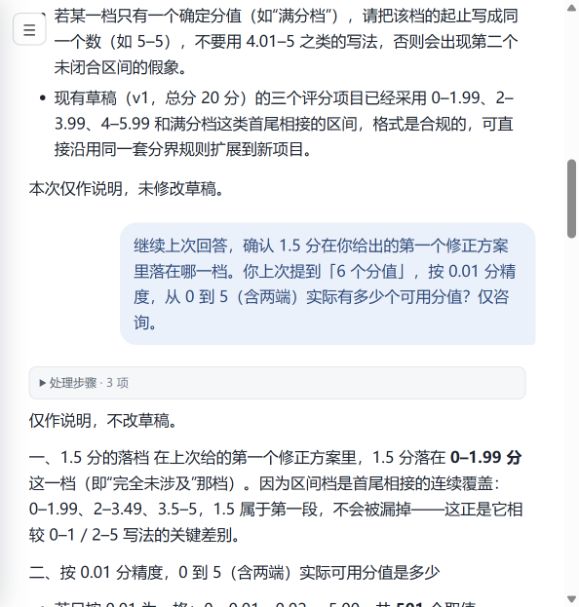 若某一档只有一个确定分值（如“满分档”），请把该档的起止写成同
一个数（如 5–5），不要用 4.01–5 之类的写法，否则会出现第二个
未闭合区间的假象。
• 现有草稿（v1，总分 20 分）的三个评分项目已经采用 0–1.99、2–
3.99、4–5.99 和满分档这类首尾相接的区间，格式是合规的，可直
接沿用同一套分界规则扩展到新项目。
本次仅作说明，未修改草稿。
继续上次回答，确认 1.5 分在你给出的第一个修正方案
里落在哪一档。你上次提到「6 个分值」，按 0.01 分精
度，从 0 到 5（含两端）实际有多少个可用分值？仅咨
询。
▶ 处理步骤 · 3 项
仅作说明，不改草稿。
一、1.5 分的落档 在上次给的第一个修正方案里，1.5 分落在 0–1.99 分
这一档（即“完全未涉及”那档）。因为区间档是首尾相接的连续覆盖：
0–1.99、2–3.49、3.5–5，1.5 属于第一段，不会被漏掉——这正是它相
较 0–1 / 2–5 写法的关键差别。
二、按 0.01 分精度，0 到 5（含两端）实际可用分值是多少